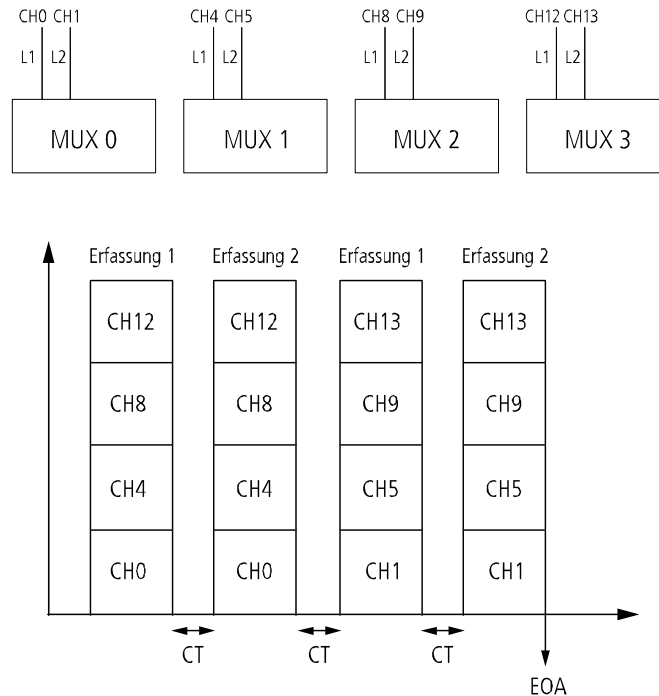 CH0 CH1 CH4 CH5 CH8 CH9 CH12 CH13
L1 L2 L1 L2 L1 L2 L1 L2
MUX 0 MUX 1 MUX 2 MUX 3
Erfassung 1 Erfassung 2 Erfassung 1 Erfassung 2
CH12 CH12 CH13 CH13
CH8 CH8 CH9 CH9
CH4 CH4 CH5 CH5
CH0 CH0 CH1 CH1
CT CT CT
EOA